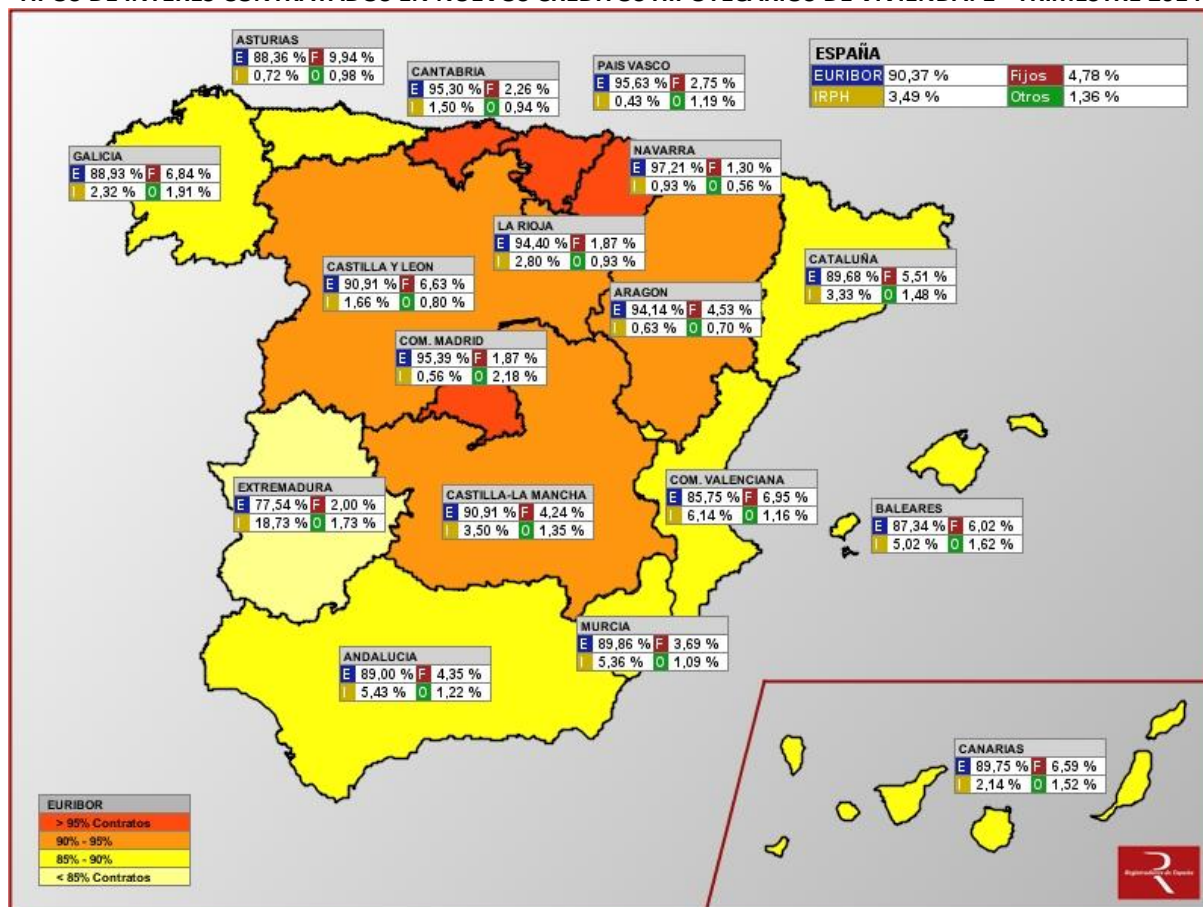 ASTURIAS
E 88,36 % F 9,94 %
I 0,72 % O 0,98 %
CANTABRIA
E 95,30 % F 2,26 %
I 1,50 % O 0,94 %
PAIS VASCO
E 95,63 % F 2,75 %
I 0,43 % O 1,19 %
ESPAÑA
EURIBOR 90,37 % Fijos 4,78 %
IRPH 3,49 % Otros 1,36 %
GALICIA
E 88,93 % F 6,84 %
I 2,32 % O 1,91 %
NAVARRA
E 97,21 % F 1,30 %
I 0,93 % O 0,56 %
LA RIOJA
E 94,40 % F 1,87 %
I 2,80 % O 0,93 %
CASTILLA Y LEON
E 90,91 % F 6,63 %
I 1,66 % O 0,80 %
CATALUÑA
E 89,68 % F 5,51 %
I 3,33 % O 1,48 %
ARAGON
E 94,14 % F 4,53 %
I 0,63 % O 0,70 %
COM. MADRID
E 95,39 % F 1,87 %
I 0,56 % O 2,18 %
EXTREMADURA
E 77,54 % F 2,00 %
I 18,73 % O 1,73 %
CASTILLA-LA MANCHA
E 90,91 % F 4,24 %
I 3,50 % O 1,35 %
COM. VALENCIANA
E 85,75 % F 6,95 %
I 6,14 % O 1,16 %
BALEARES
E 87,34 % F 6,02 %
I 5,02 % O 1,62 %
MURCIA
E 89,86 % F 3,69 %
I 5,36 % O 1,09 %
ANDALUCIA
E 89,00 % F 4,35 %
I 5,43 % O 1,22 %
CANARIAS
E 89,75 % F 6,59 %
I 2,14 % O 1,52 %
EURIBOR
> 95% Contratos
90% - 95%
85% - 90%
< 85% Contratos
Registradores de España